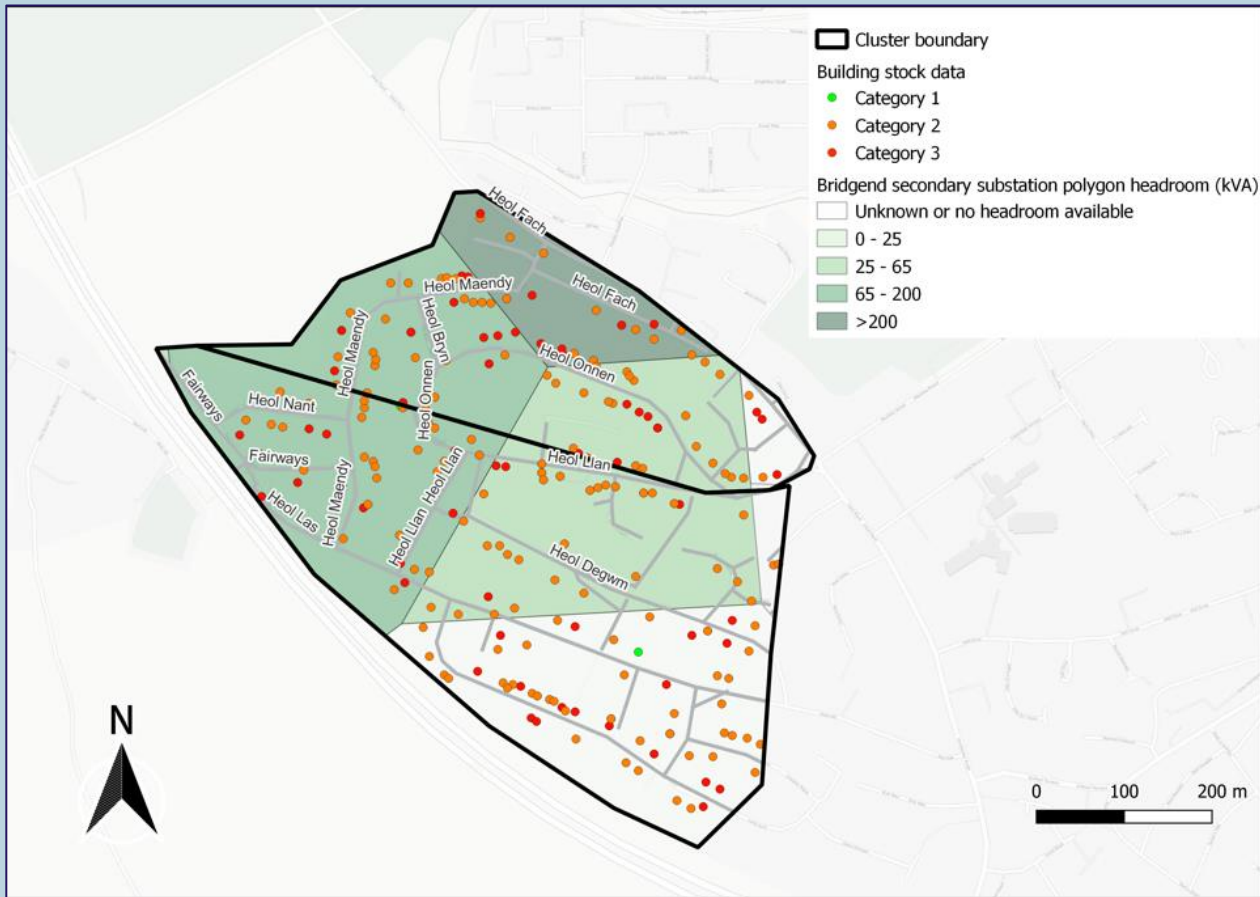 Cluster boundary
Building stock data
Category 1
Category 2
Category 3
Bridgend secondary substation polygon headroom (kVA)
Unknown or no headroom available
0 - 25
25 - 65
65 - 200
>200
Heol Fach
Heol Fach
Heol Maendy
Heol Bryn
Heol Maendy
Heol Onnen
Heol Onnen
Fairways
Heol Nant
Fairways
Heol Llan
Heol Llan
Heol Maendy
Heol Las
Heol Llan
Heol Degwm
N
0 100 200 m